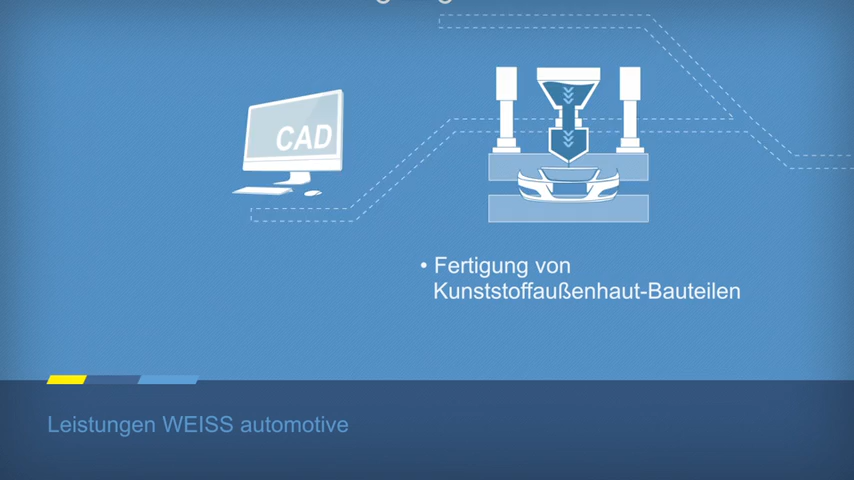 CAD
• Fertigung von
Kunststoffaußenhaut-Bauteilen
Leistungen WEISS automotive